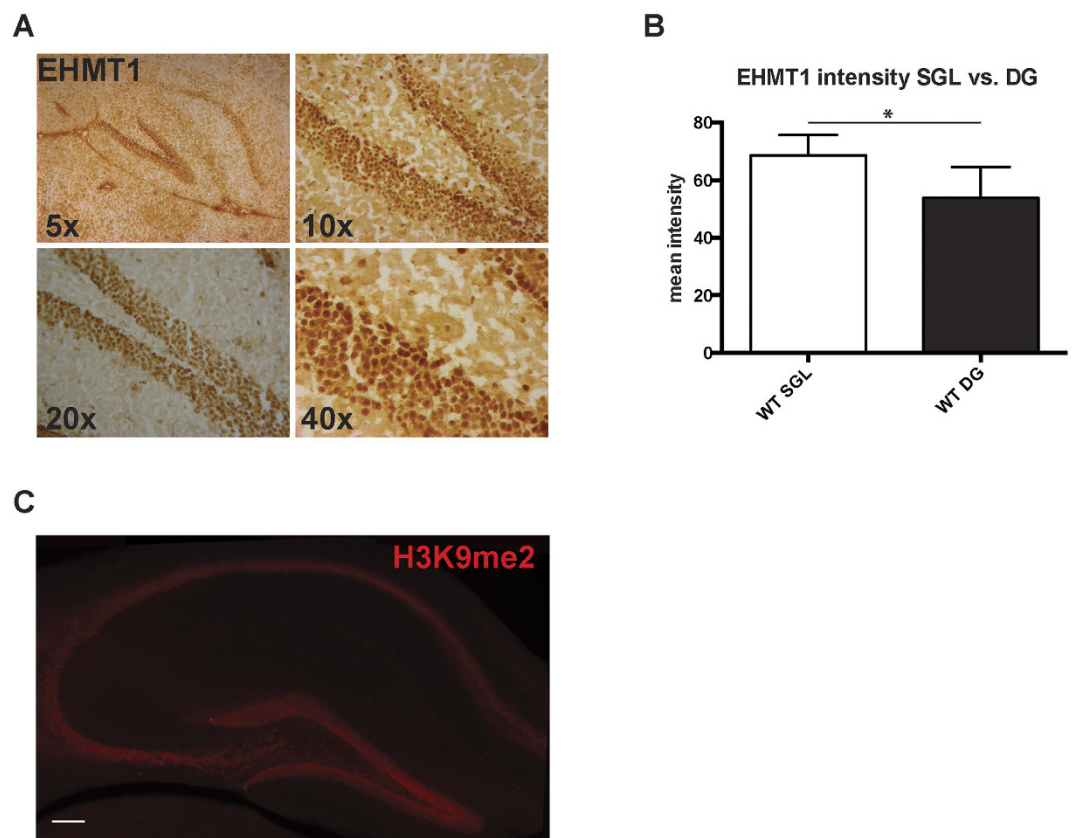 A
EHMT1
5x
10x
20x
40x
B
EHMT1 intensity SGL vs. DG
*
80
60
40
20
0
mean intensity
WT SGL
WT DG
C
H3K9me2